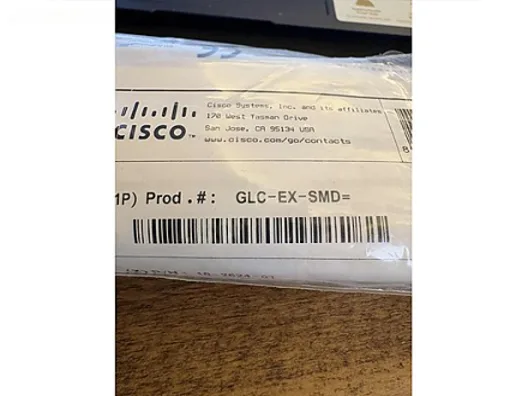 Cisco Systems, Inc. and its affiliates
170 West Tasman Drive
San Jose, CA 95134 USA
www.cisco.com/go/contacts
CISCO™
1P) Prod.#: GLC-EX-SMD=